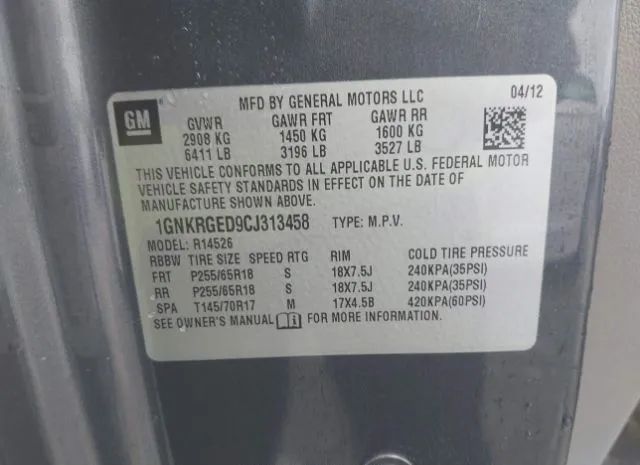 MFD BY GENERAL MOTORS LLC 04/12
GM
GVWR GAWR FRT GAWR RR
2908 KG 1450 KG 1600 KG
6411 LB 3196 LB 3527 LB
THIS VEHICLE CONFORMS TO ALL APPLICABLE U.S. FEDERAL MOTOR
VEHICLE SAFETY STANDARDS IN EFFECT ON THE DATE OF
MANUFACTURE SHOWN ABOVE.
1GNKRGED9CJ313458 TYPE: M.P.V.
MODEL: R14526
RBBW TIRE SIZE SPEED RTG RIM COLD TIRE PRESSURE
FRT P255/65R18 S 18X7.5J 240KPA(35PSI)
RR P255/65R18 S 18X7.5J 240KPA(35PSI)
SPA T145/70R17 M 17X4.5B 420KPA(60PSI)
SEE OWNER'S MANUAL FOR MORE INFORMATION.